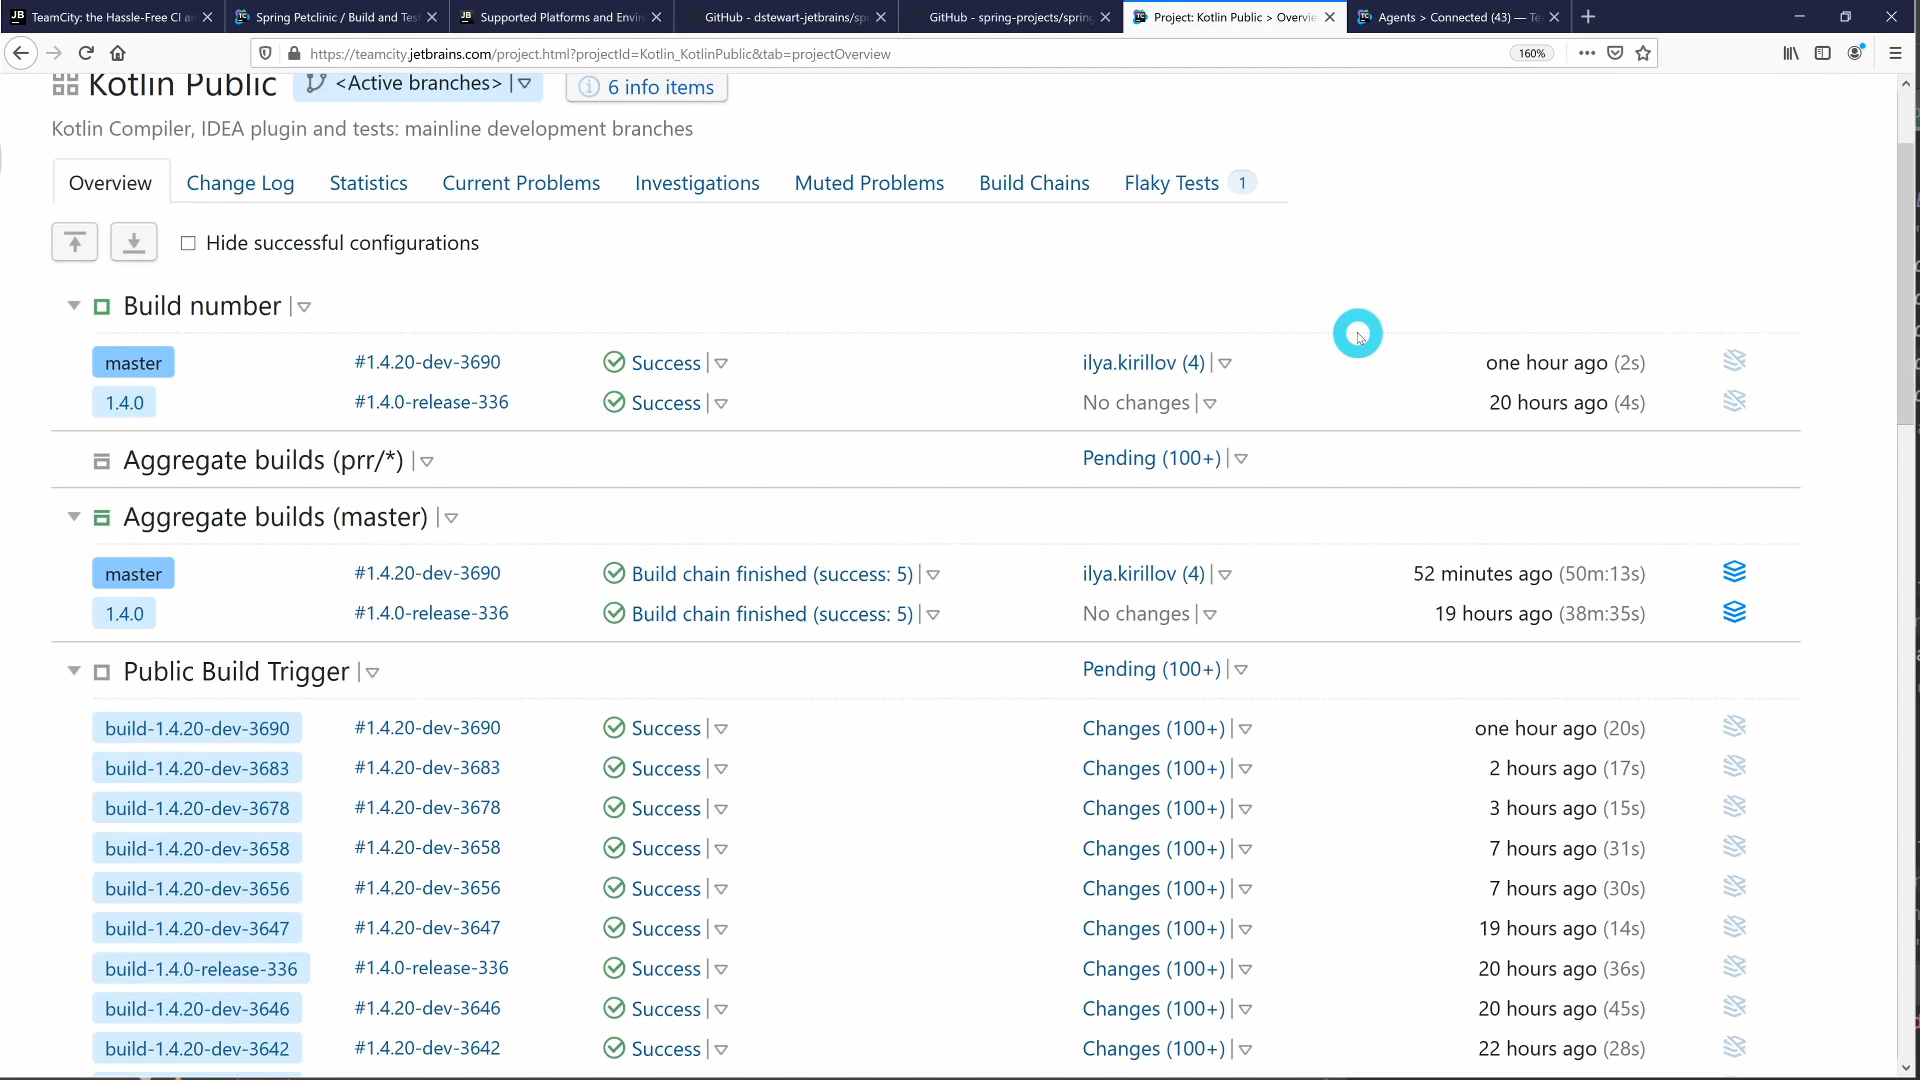 TeamCity: the Hassle-Free CI an
Spring Petclinic / Build and Tes
Supported Platforms and Envir
GitHub - dstewart-jetbrains/sp
GitHub - spring-projects/spring
Project: Kotlin Public > Overvie
Agents > Connected (43) — Te
https://teamcity.jetbrains.com/project.html?projectId=Kotlin_KotlinPublic&tab=projectOverview
160%
Kotlin Public
<Active branches>
6 info items
Kotlin Compiler, IDEA plugin and tests: mainline development branches
Overview Change Log Statistics Current Problems Investigations Muted Problems Build Chains Flaky Tests 1
Hide successful configurations
Build number
master #1.4.20-dev-3690 Success ilya.kirillov (4) one hour ago (2s)
1.4.0 #1.4.0-release-336 Success No changes 20 hours ago (4s)
Aggregate builds (prr/*) Pending (100+)
Aggregate builds (master)
master #1.4.20-dev-3690 Build chain finished (success: 5) ilya.kirillov (4) 52 minutes ago (50m:13s)
1.4.0 #1.4.0-release-336 Build chain finished (success: 5) No changes 19 hours ago (38m:35s)
Public Build Trigger Pending (100+)
build-1.4.20-dev-3690 #1.4.20-dev-3690 Success Changes (100+) one hour ago (20s)
build-1.4.20-dev-3683 #1.4.20-dev-3683 Success Changes (100+) 2 hours ago (17s)
build-1.4.20-dev-3678 #1.4.20-dev-3678 Success Changes (100+) 3 hours ago (15s)
build-1.4.20-dev-3658 #1.4.20-dev-3658 Success Changes (100+) 7 hours ago (31s)
build-1.4.20-dev-3656 #1.4.20-dev-3656 Success Changes (100+) 7 hours ago (30s)
build-1.4.20-dev-3647 #1.4.20-dev-3647 Success Changes (100+) 19 hours ago (14s)
build-1.4.0-release-336 #1.4.0-release-336 Success Changes (100+) 20 hours ago (36s)
build-1.4.20-dev-3646 #1.4.20-dev-3646 Success Changes (100+) 20 hours ago (45s)
build-1.4.20-dev-3642 #1.4.20-dev-3642 Success Changes (100+) 22 hours ago (28s)